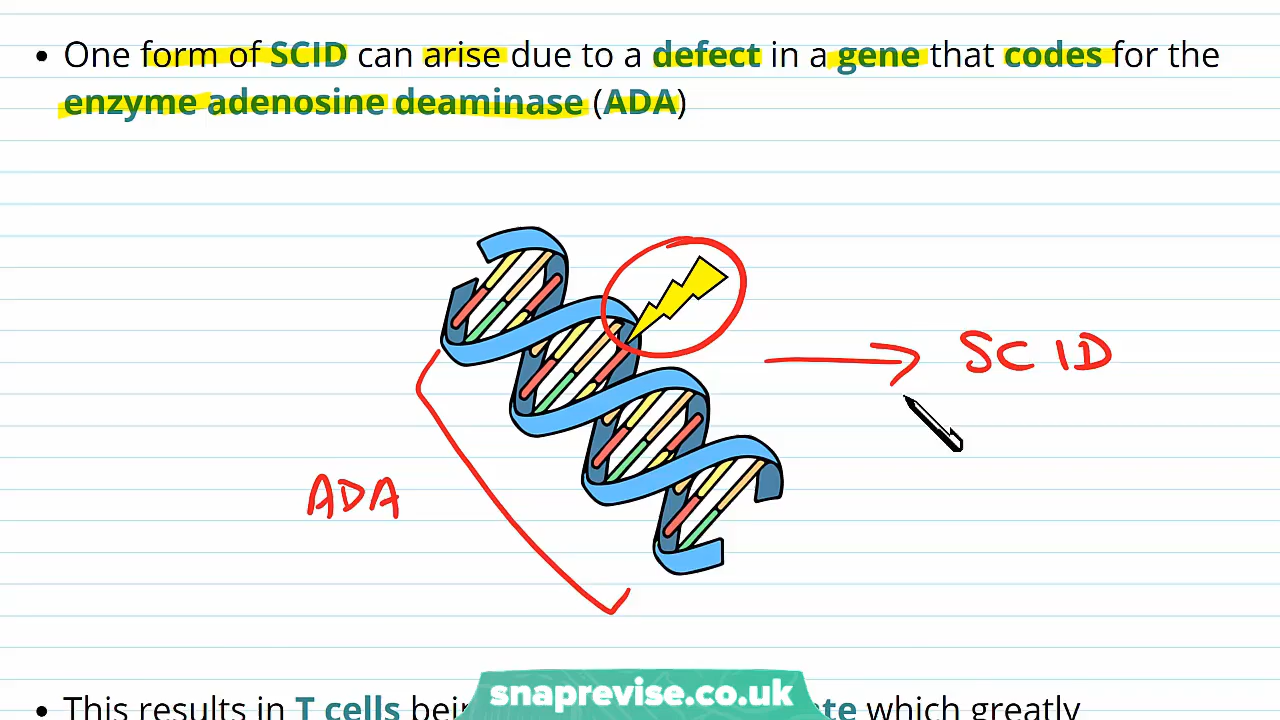 • One form of SCID can arise due to a defect in a gene that codes for the
enzyme adenosine deaminase (ADA)
SCID
ADA
• This results in T cells which greatly
snaprevise.co.uk